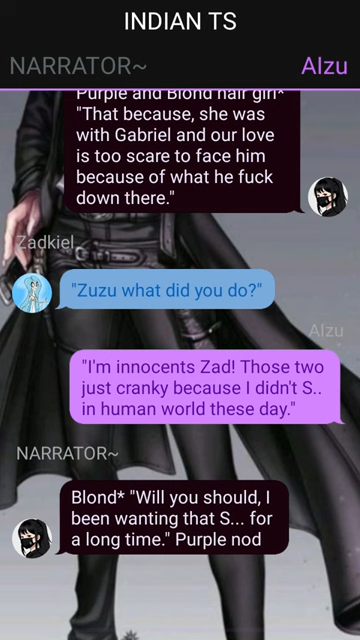 INDIAN TS
NARRATOR~ AIzu
Purple and Blond hair girl*
"That because, she was
with Gabriel and our love
is too scare to face him
because of what he fuck
down there."
Zadkiel
"Zuzu what did you do?"
AIzu
"I'm innocents Zad! Those two
just cranky because I didn't S..
in human world these day."
NARRATOR~
Blond* "Will you should, I
been wanting that S... for
a long time." Purple nod